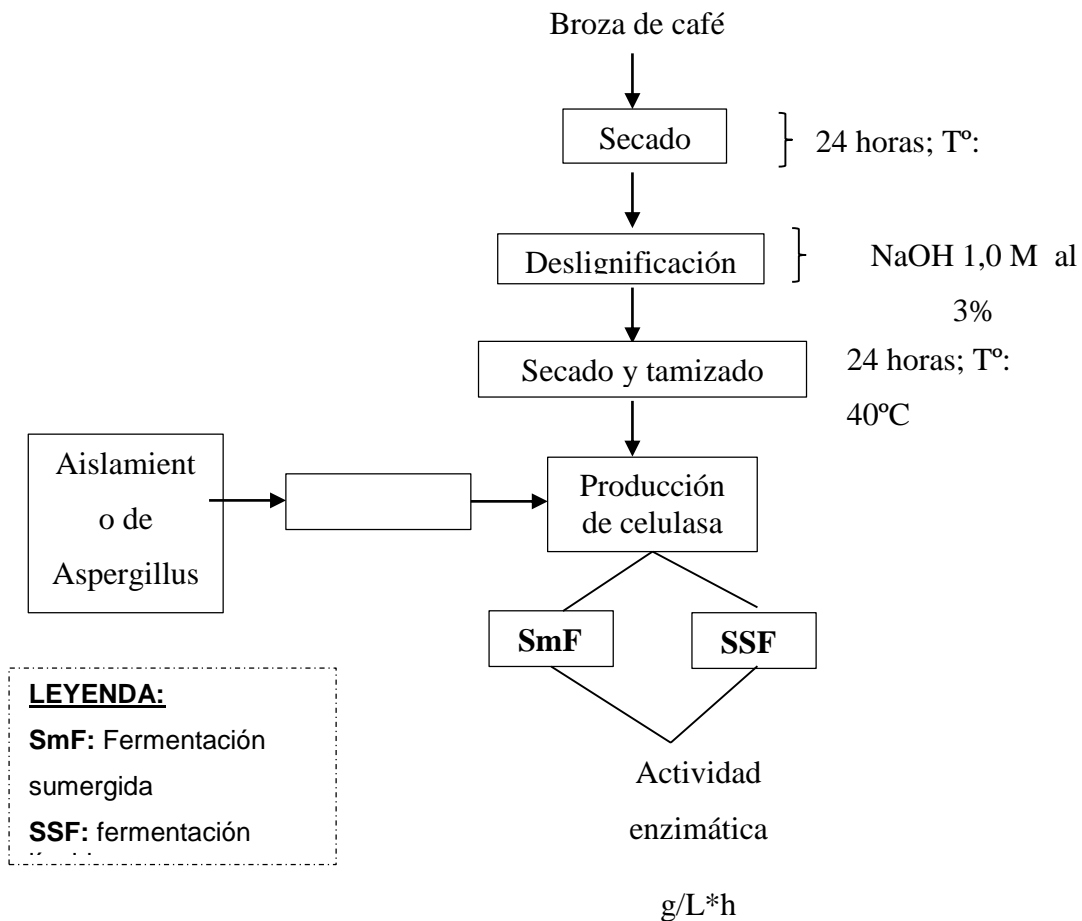 Broza de café
Secado
24 horas; Tº:
Deslignificación
NaOH 1,0 M al
3%
Secado y tamizado
24 horas; Tº:
40ºC
Aislamient
o de
Aspergillus
Producción
de celulasa
SmF
SSF
LEYENDA:
SmF: Fermentación
sumergida
SSF: fermentación
Actividad
enzimática
g/L*h